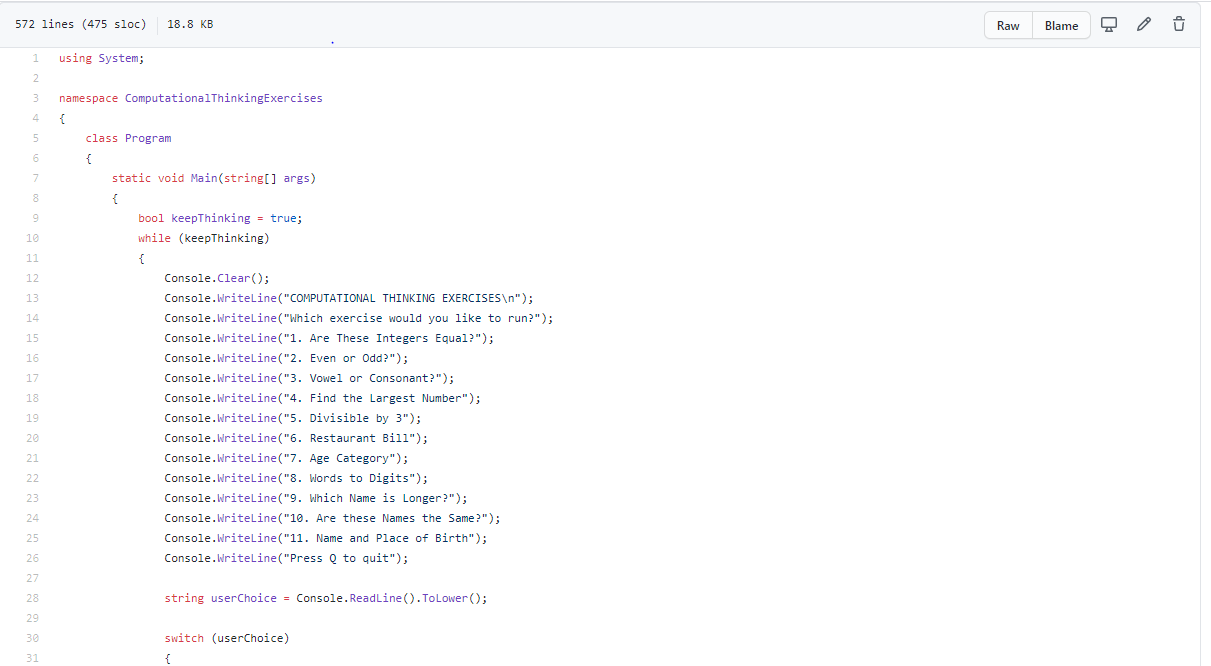 572 lines (475 sloc) 18.8 KB Raw Blame
1 using System;
2
3 namespace ComputationalThinkingExercises
4 {
5 class Program
6 {
7 static void Main(string[] args)
8 {
9 bool keepThinking = true;
10 while (keepThinking)
11 {
12 Console.Clear();
13 Console.WriteLine("COMPUTATIONAL THINKING EXERCISES\n");
14 Console.WriteLine("Which exercise would you like to run?");
15 Console.WriteLine("1. Are These Integers Equal?");
16 Console.WriteLine("2. Even or Odd?");
17 Console.WriteLine("3. Vowel or Consonant?");
18 Console.WriteLine("4. Find the Largest Number");
19 Console.WriteLine("5. Divisible by 3");
20 Console.WriteLine("6. Restaurant Bill");
21 Console.WriteLine("7. Age Category");
22 Console.WriteLine("8. Words to Digits");
23 Console.WriteLine("9. Which Name is Longer?");
24 Console.WriteLine("10. Are these Names the Same?");
25 Console.WriteLine("11. Name and Place of Birth");
26 Console.WriteLine("Press Q to quit");
27
28 string userChoice = Console.ReadLine().ToLower();
29
30 switch (userChoice)
31 {